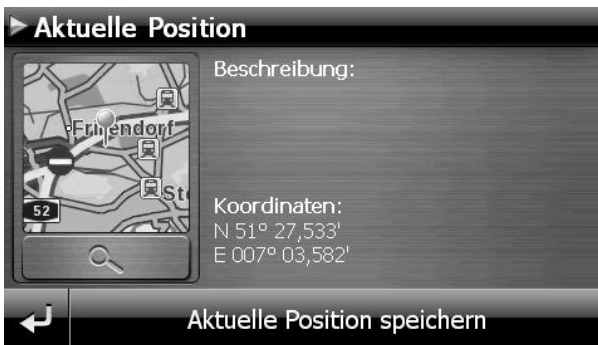 Aktuelle Position
Beschreibung:
52
Koordinaten:
N 51° 27,533'
E 007° 03,582'
Aktuelle Position speichern